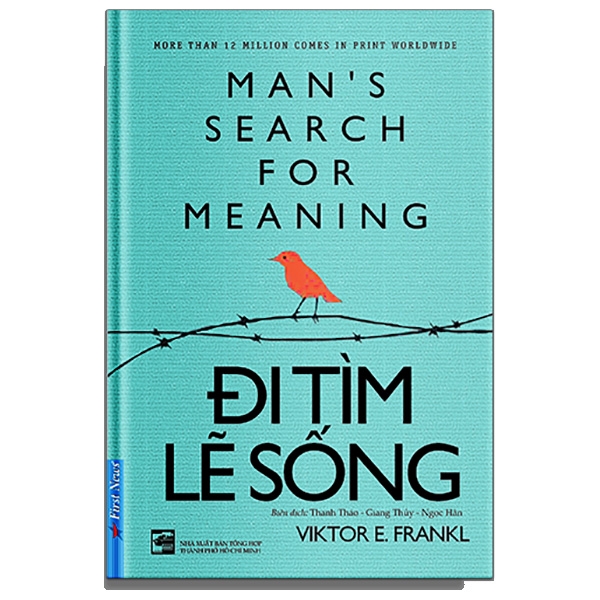 MORE THAN 12 MILLION COMES IN PRINT WORLDWIDE
MAN'S
SEARCH
FOR
MEANING
ĐI TÌM
LẼ SỐNG
Biên dịch: Thanh Thảo - Giang Thủy - Ngọc Hân
VIKTOR E. FRANKL
First News
NHÀ XUẤT BẢN TỔNG HỢP
THÀNH PHỐ HỒ CHÍ MINH